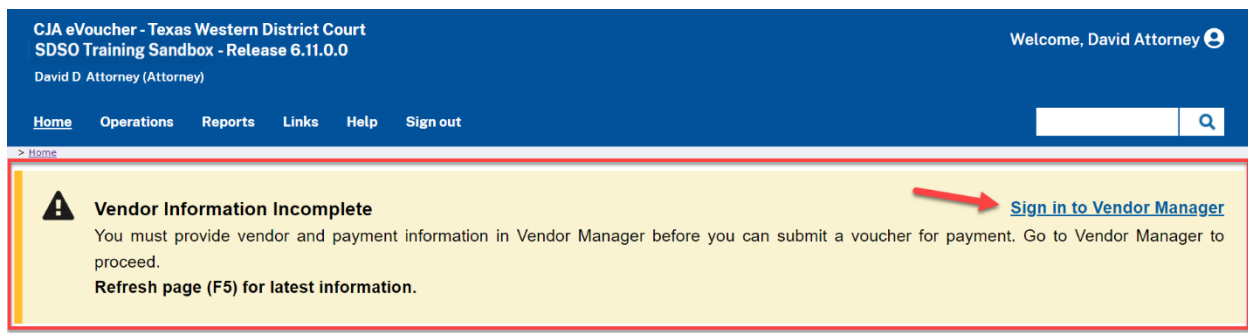 CJA eVoucher - Texas Western District Court
SDSO Training Sandbox - Release 6.11.0.0
Welcome, David Attorney
David D Attorney (Attorney)
Home Operations Reports Links Help Sign out
> Home
Vendor Information Incomplete
Sign in to Vendor Manager
You must provide vendor and payment information in Vendor Manager before you can submit a voucher for payment. Go to Vendor Manager to
proceed.
Refresh page (F5) for latest information.